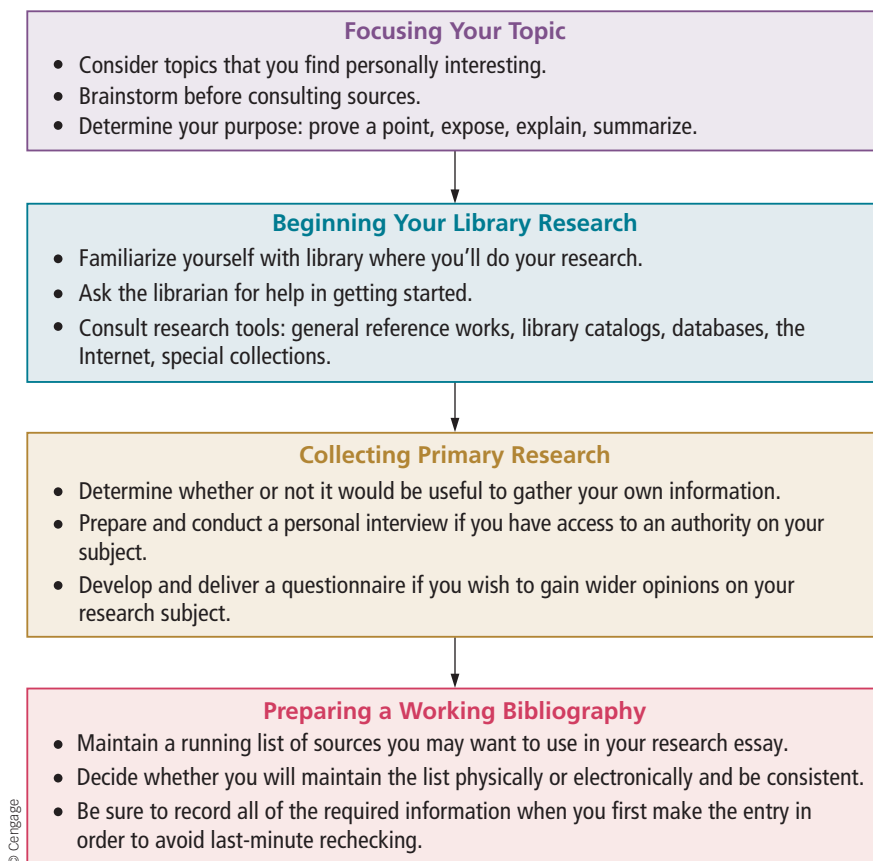 Focusing Your Topic
• Consider topics that you find personally interesting.
• Brainstorm before consulting sources.
• Determine your purpose: prove a point, expose, explain, summarize.
Beginning Your Library Research
• Familiarize yourself with library where you’ll do your research.
• Ask the librarian for help in getting started.
• Consult research tools: general reference works, library catalogs, databases, the
Internet, special collections.
Collecting Primary Research
• Determine whether or not it would be useful to gather your own information.
• Prepare and conduct a personal interview if you have access to an authority on your
subject.
• Develop and deliver a questionnaire if you wish to gain wider opinions on your
research subject.
Preparing a Working Bibliography
• Maintain a running list of sources you may want to use in your research essay.
• Decide whether you will maintain the list physically or electronically and be consistent.
• Be sure to record all of the required information when you first make the entry in
order to avoid last-minute rechecking.
© Cengage